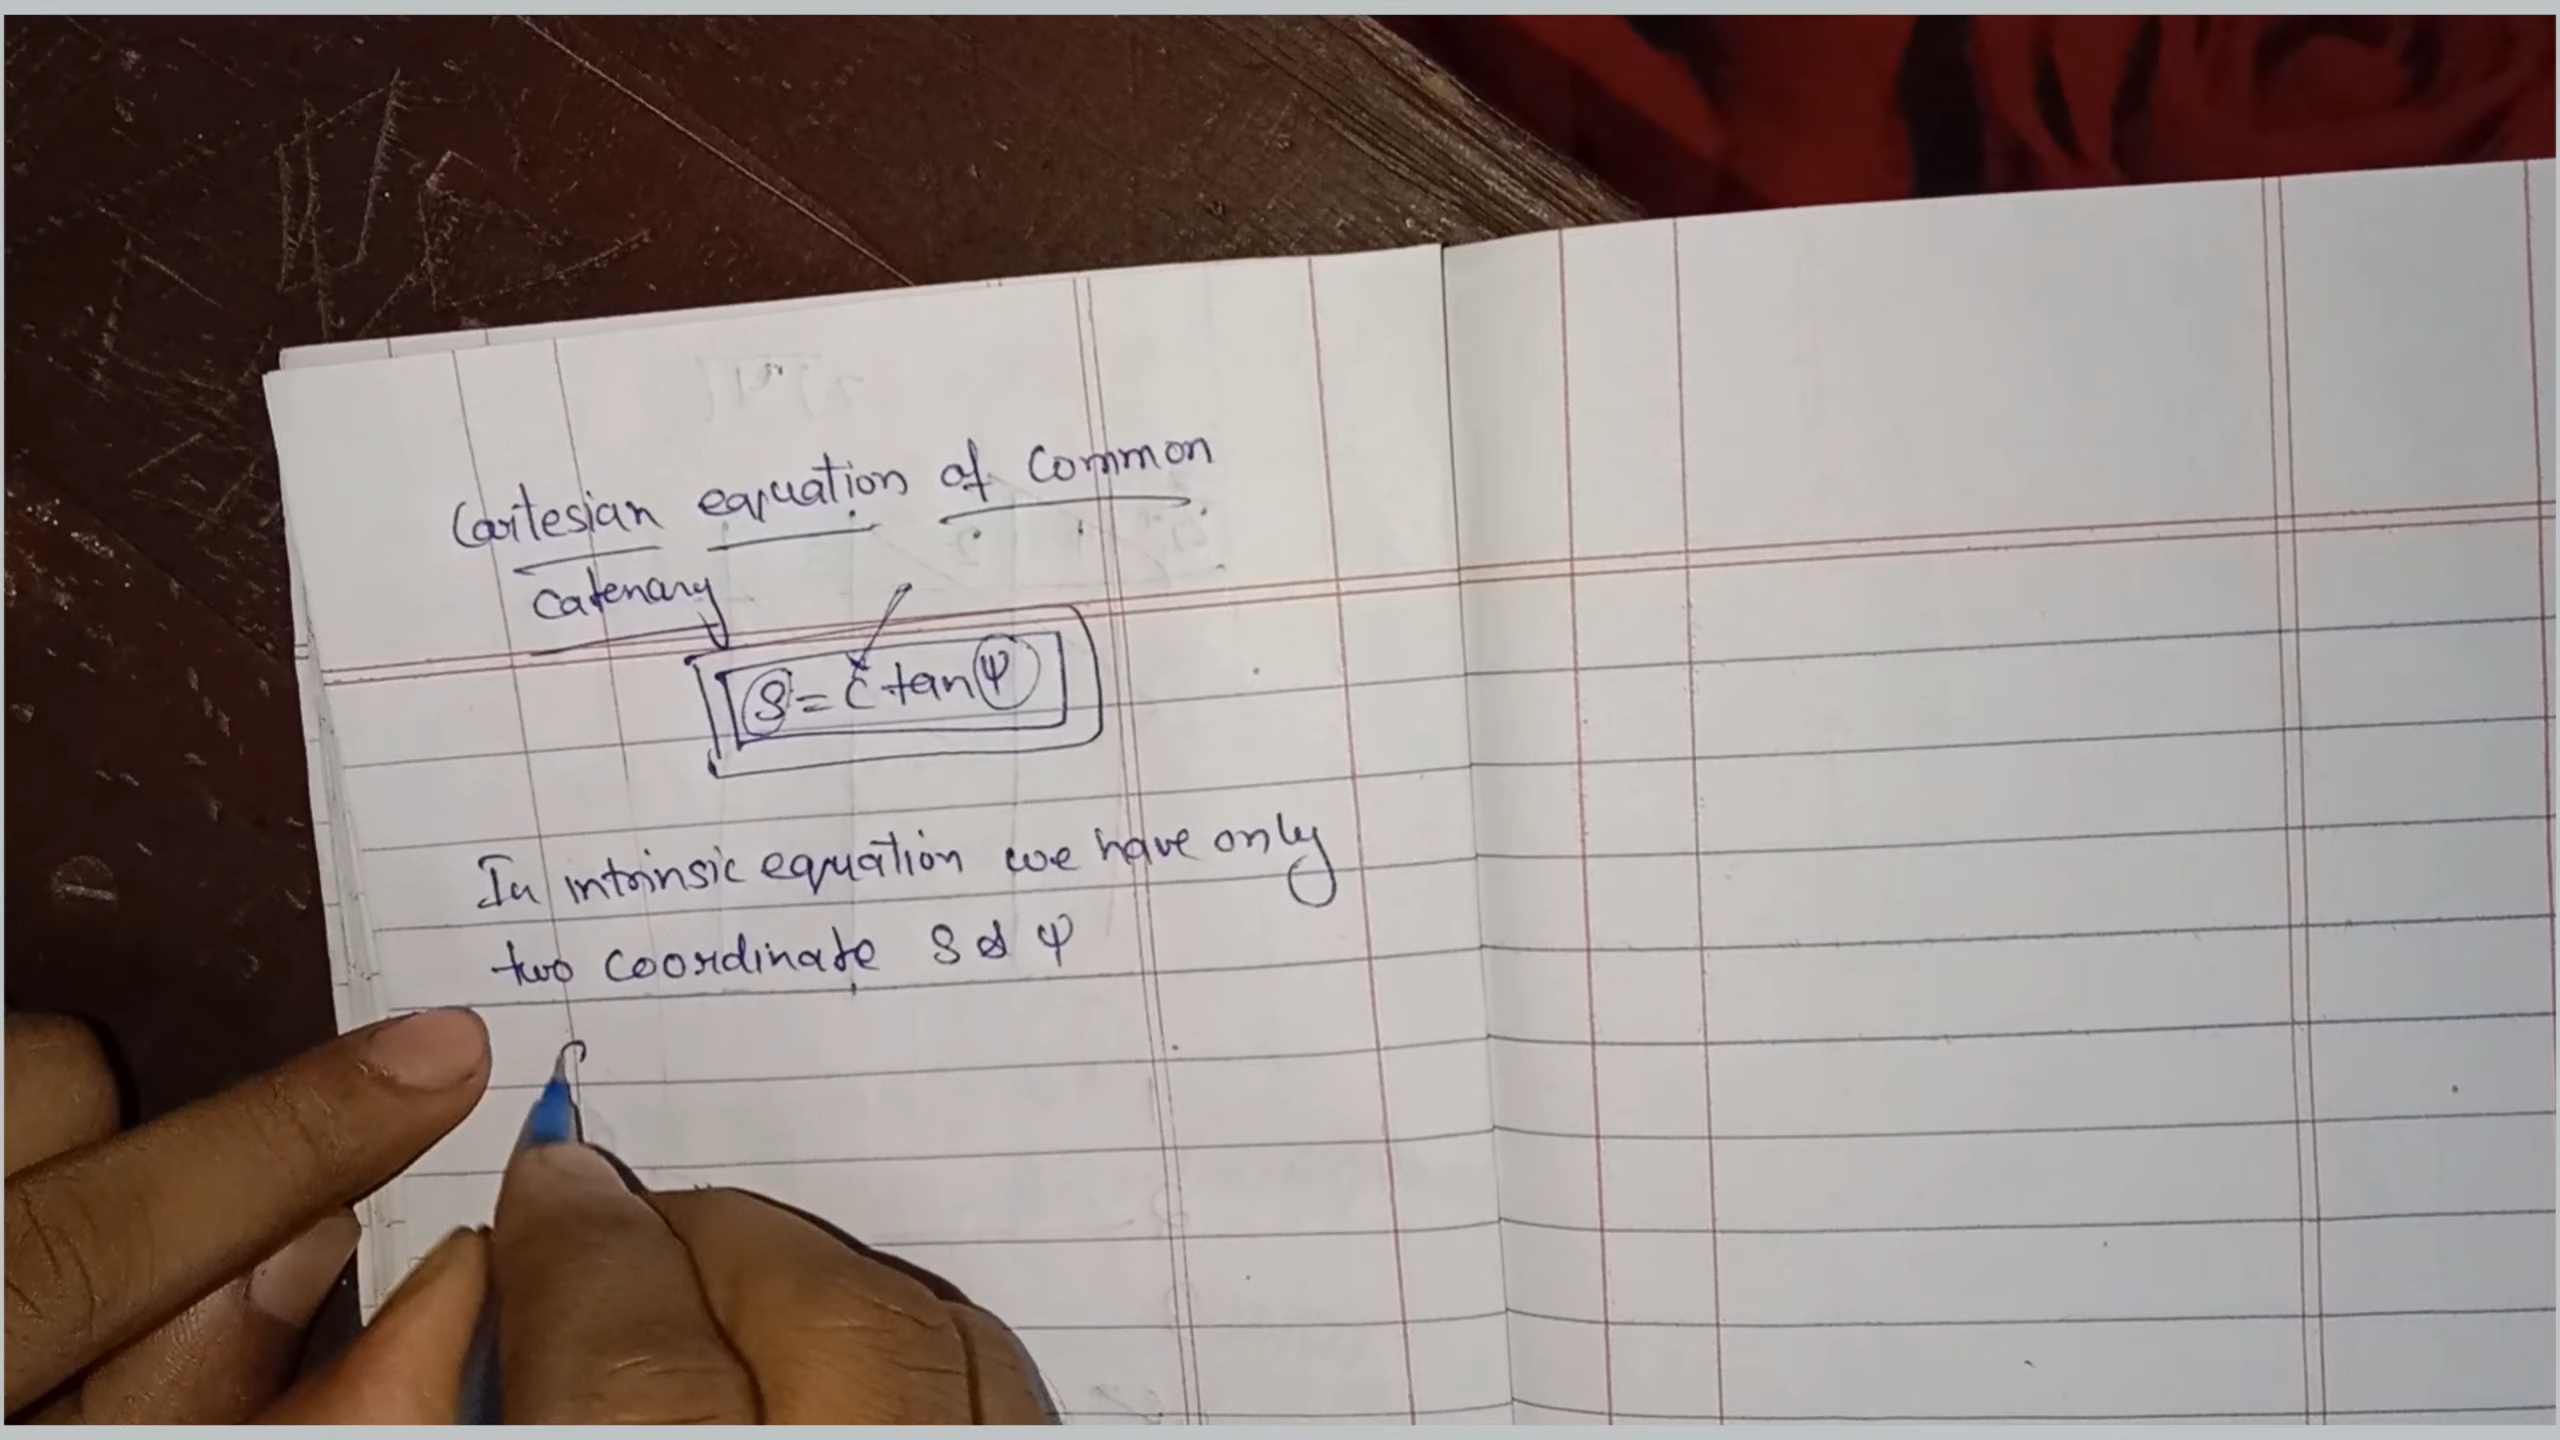 Cartesian equation of common
catenary
S = c tan ψ
In intrinsic equation we have only
two coordinate S & ψ